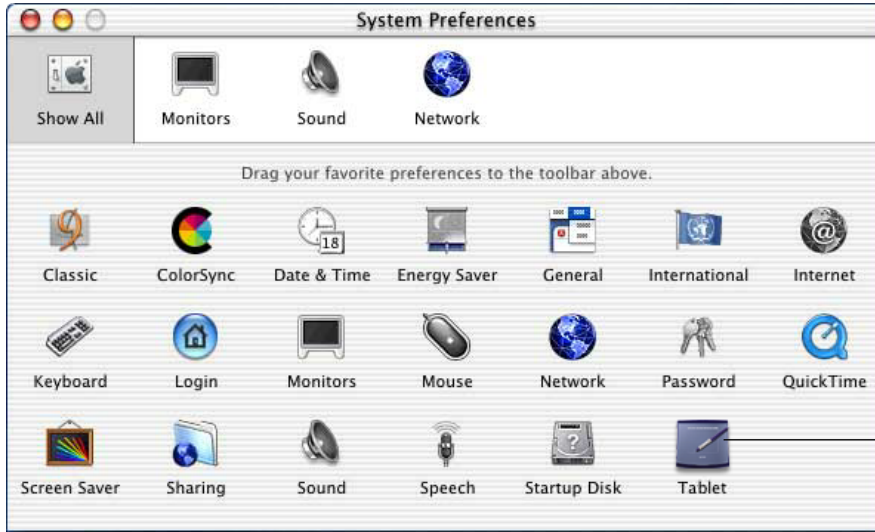 System Preferences
Show All Monitors Sound Network
Drag your favorite preferences to the toolbar above.
9
18
@
Classic ColorSync Date & Time Energy Saver General International Internet
Keyboard Login Monitors Mouse Network Password QuickTime
?
Screen Saver Sharing Sound Speech Startup Disk Tablet